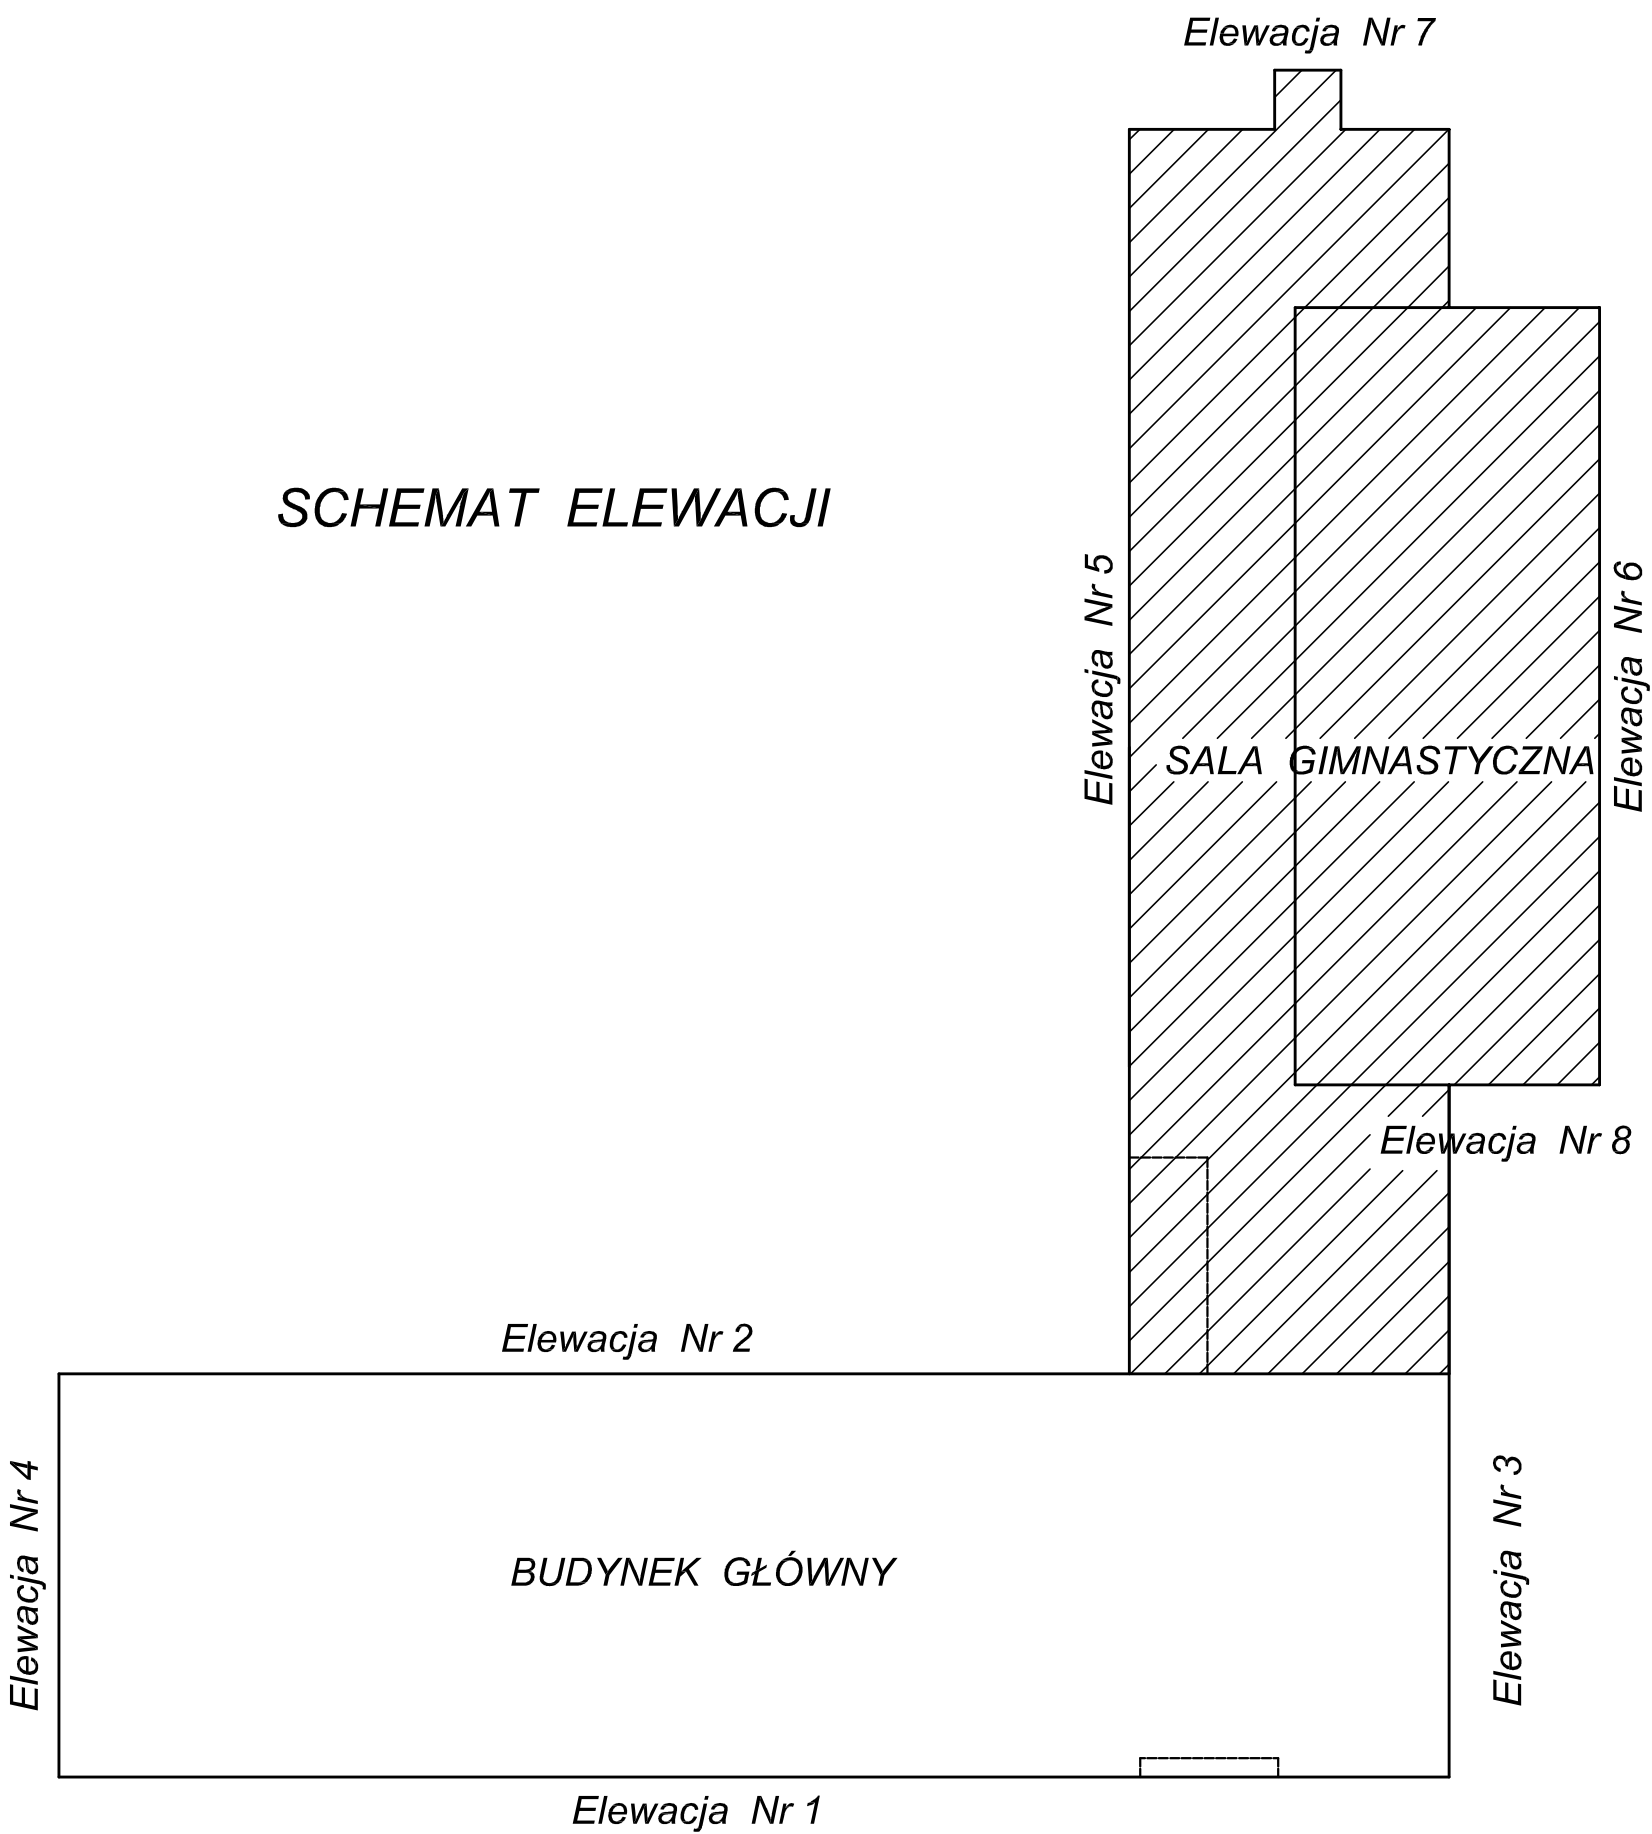 Elewacja Nr 7
SCHEMAT ELEWACJI
Elewacja Nr 5
Elewacja Nr 6
SALA GIMNASTYCZNA
Elewacja Nr 8
Elewacja Nr 2
Elewacja Nr 4
Elewacja Nr 3
BUDYNEK GŁÓWNY
Elewacja Nr 1